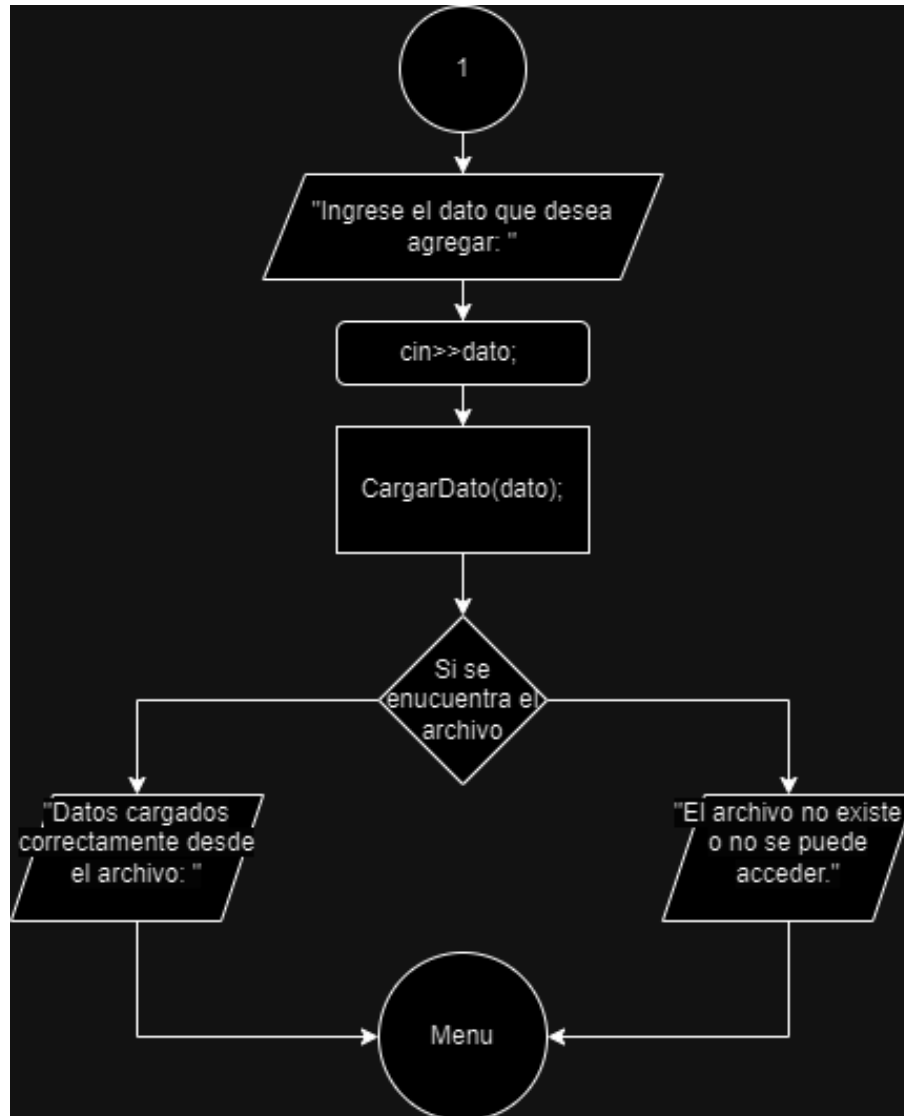 1
"Ingrese el dato que desea
agregar: "
cin>>dato;
CargarDato(dato);
Si se
enucuentra el
archivo
"Datos cargados
correctamente desde
el archivo: "
"El archivo no existe
o no se puede
acceder."
Menu